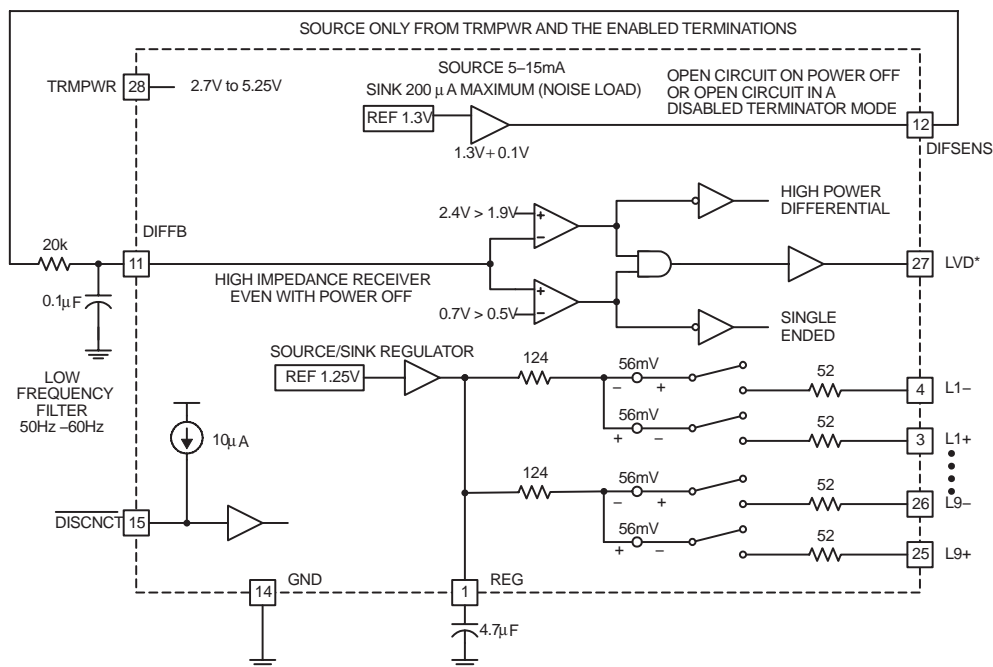 SOURCE ONLY FROM TRMPWR AND THE ENABLED TERMINATIONS
TRMPWR
28
2.7V to 5.25V
SOURCE 5–15mA
SINK 200 μA MAXIMUM (NOISE LOAD)
REF 1.3V
1.3V + 0.1V
OPEN CIRCUIT ON POWER OFF
OR OPEN CIRCUIT IN A
DISABLED TERMINATOR MODE
12
DIFSENS
2.4V > 1.9V
+
–
HIGH POWER
DIFFERENTIAL
20k
DIFFB
11
HIGH IMPEDANCE RECEIVER
EVEN WITH POWER OFF
27
LVD*
0.1μF
+
–
0.7V > 0.5V
SINGLE
ENDED
LOW
FREQUENCY
FILTER
50Hz –60Hz
SOURCE/SINK REGULATOR
REF 1.25V
124
56mV
– +
52
4
L1–
56mV
+ –
52
3
L1+
10μA
124
56mV
– +
52
26
L9–
56mV
+ –
52
25
L9+
DISCNCT
15
GND
14
REG
1
4.7μF